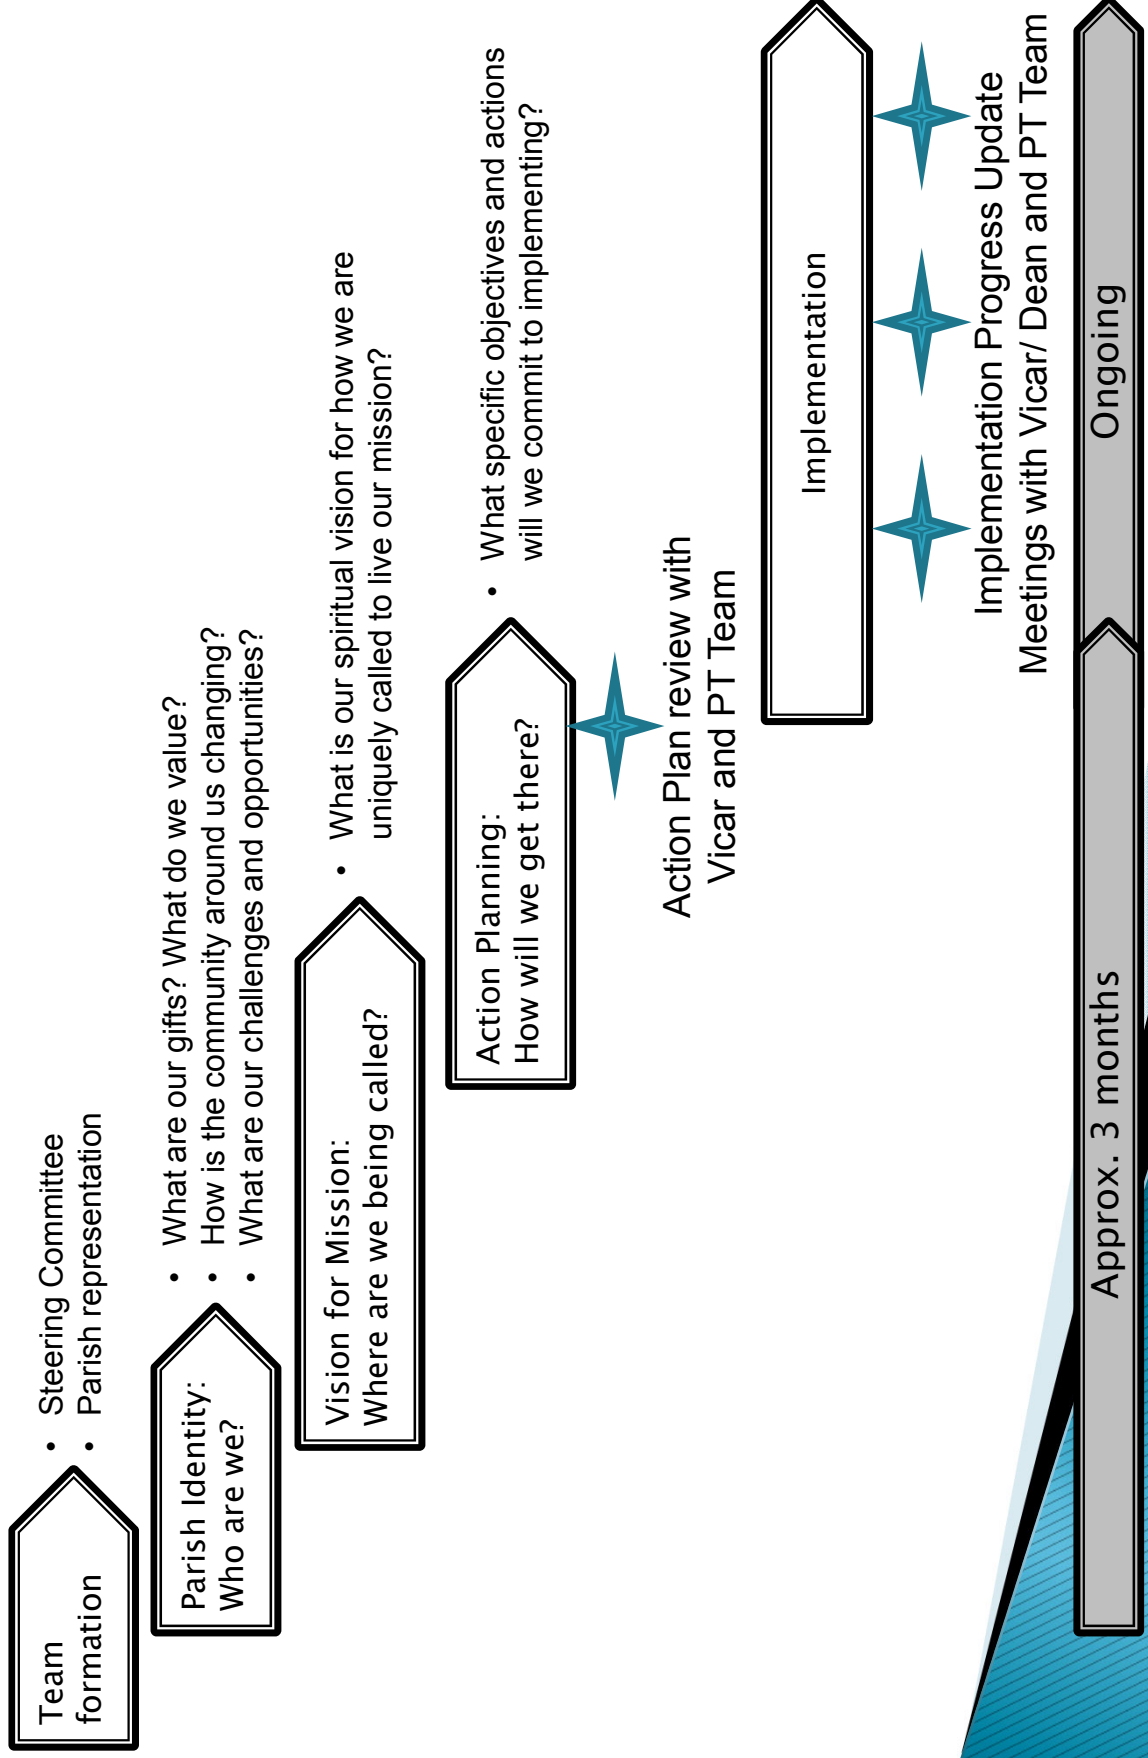 Team
formation
• Steering Committee
• Parish representation
Parish Identity:
Who are we?
• What are our gifts? What do we value?
• How is the community around us changing?
• What are our challenges and opportunities?
Vision for Mission:
Where are we being called?
• What is our spiritual vision for how we are
uniquely called to live our mission?
Action Planning:
How will we get there?
• What specific objectives and actions
will we commit to implementing?
Action Plan review with
Vicar and PT Team
Implementation
Implementation Progress Update
Meetings with Vicar/ Dean and PT Team
Approx. 3 months
Ongoing